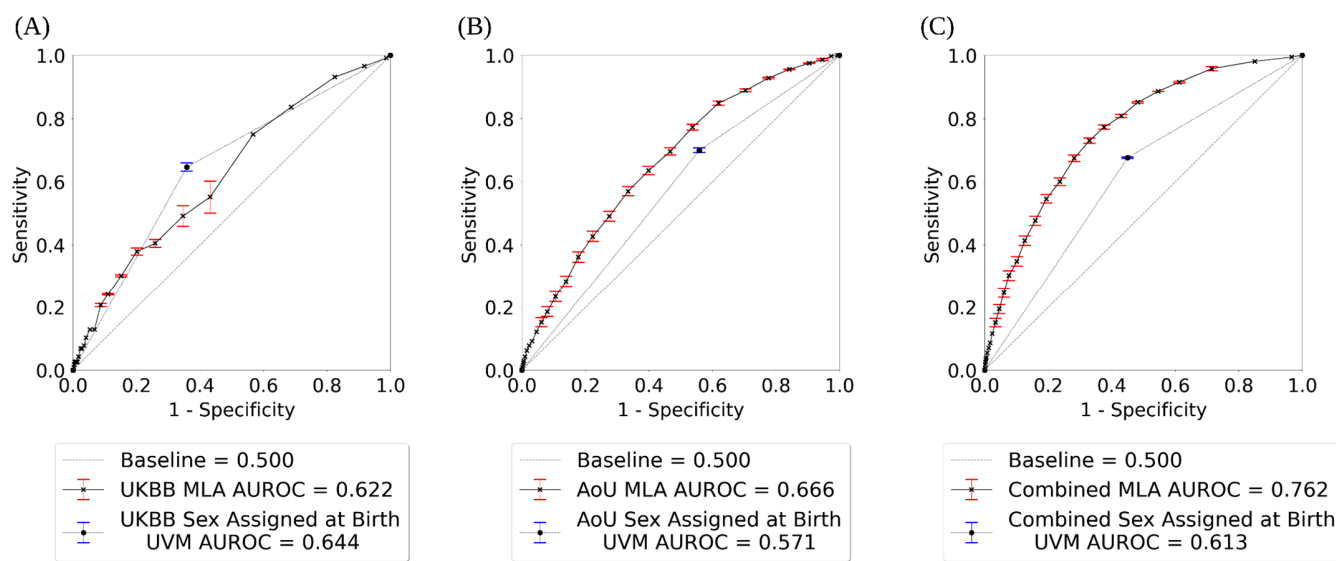 (A)
1.0
0.8
0.6
0.4
0.2
0.0
Sensitivity
0.0 0.2 0.4 0.6 0.8 1.0
1 - Specificity
Baseline = 0.500
UKBB MLA AUROC = 0.622
UKBB Sex Assigned at Birth
UVM AUROC = 0.644
(B)
1.0
0.8
0.6
0.4
0.2
0.0
Sensitivity
0.0 0.2 0.4 0.6 0.8 1.0
1 - Specificity
Baseline = 0.500
AoU MLA AUROC = 0.666
AoU Sex Assigned at Birth
UVM AUROC = 0.571
(C)
1.0
0.8
0.6
0.4
0.2
0.0
Sensitivity
0.0 0.2 0.4 0.6 0.8 1.0
1 - Specificity
Baseline = 0.500
Combined MLA AUROC = 0.762
Combined Sex Assigned at Birth
UVM AUROC = 0.613